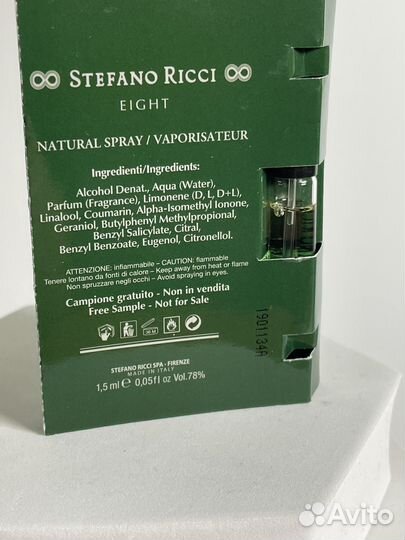 STEFANO RICCI
EIGHT
NATURAL SPRAY / VAPORISATEUR
Ingredienti/Ingredients:
Alcohol Denat., Aqua (Water),
Parfum (Fragrance), Limonene (D, L, D+L),
Linalool, Coumarin, Alpha-Isomethyl Ionone,
Geraniol, Butylphenyl Methylpropional,
Benzyl Salicylate, Citral,
Benzyl Benzoate, Eugenol, Citronellol.
ATTENZIONE: infiammabile – CAUTION: flammable
Tenere lontano da fonti di calore – Keep away from heat or flame
Non spruzzare negli occhi – Avoid spraying in eyes.
Campione gratuito - Non in vendita
Free Sample - Not for Sale
36 M
STEFANO RICCI SPA - FIRENZE
MADE IN ITALY
1,5 ml e 0,05fl oz Vol.78%
1901134A
Avito